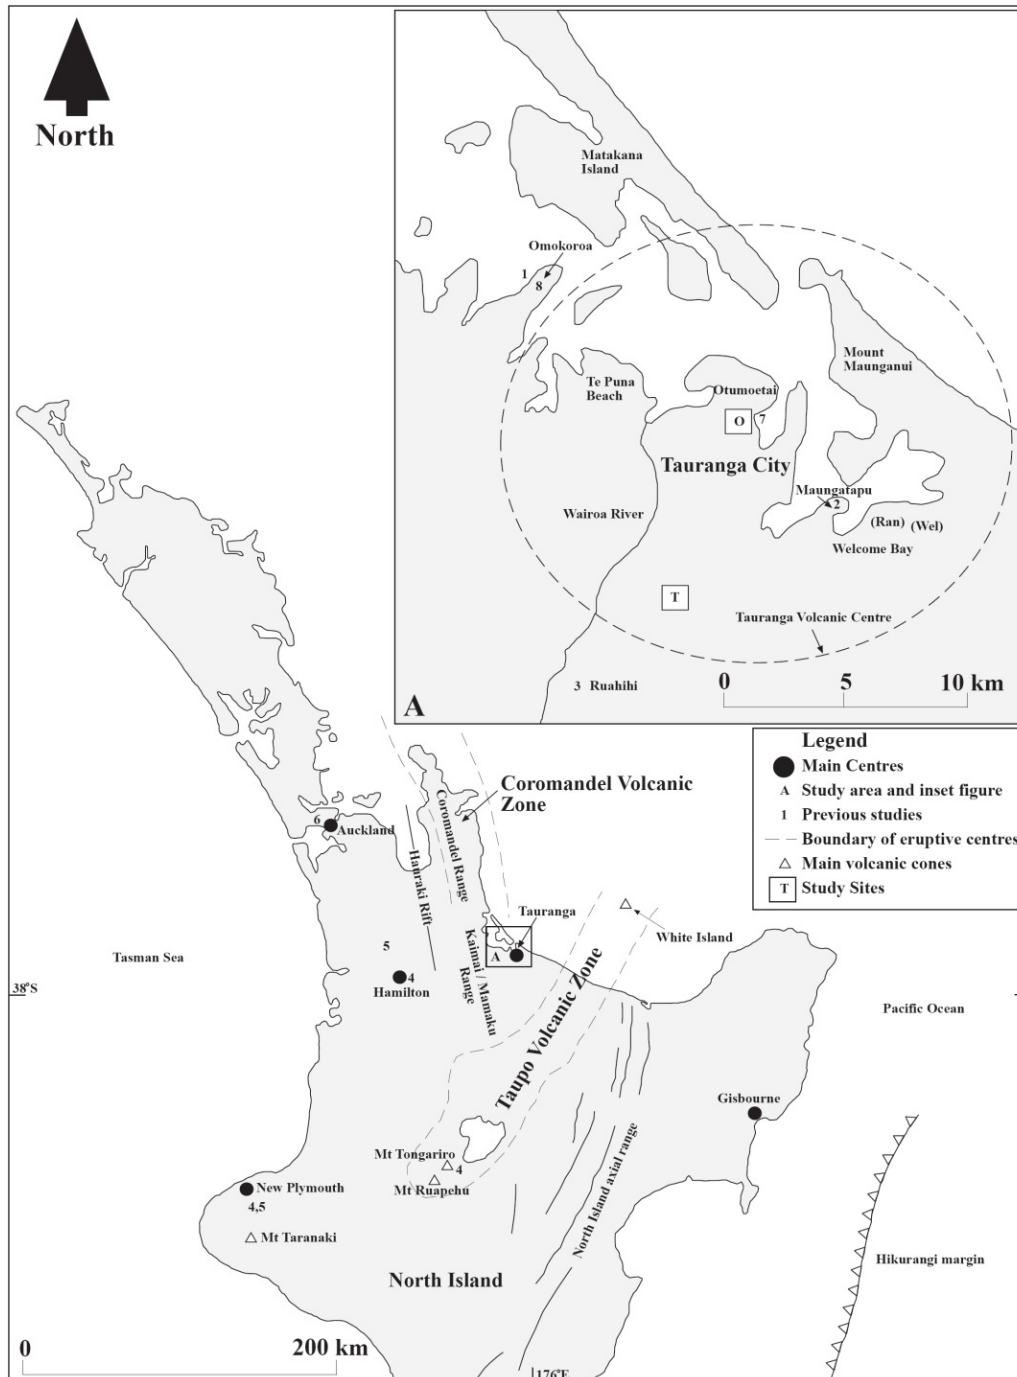 North
Matakana
Island
Omokoroa
1
8
Mount
Maunganui
Te Puna
Beach
Otumoetai
O
7
Tauranga City
Maungatapu
2
Wairoa River
(Ran)
(Wel)
Welcome Bay
T
Tauranga Volcanic Centre
3 Ruahihi
A
0
5
10 km
Legend
Main Centres
A Study area and inset figure
1 Previous studies
Boundary of eruptive centres
Main volcanic cones
T Study Sites
Coromandel Volcanic
Zone
Coromandel Range
6
Auckland
Hauraki Rift
Tauranga
White Island
A
Kaimai / Mamaku
Range
5
4
Hamilton
Tasman Sea
38°S
Pacific Ocean
Taupo Volcanic Zone
Gisbourne
Mt Tongariro
4
Mt Ruapehu
New Plymouth
4,5
Mt Taranaki
North Island axial range
Hikurangi margin
North Island
0
200 km
176°E